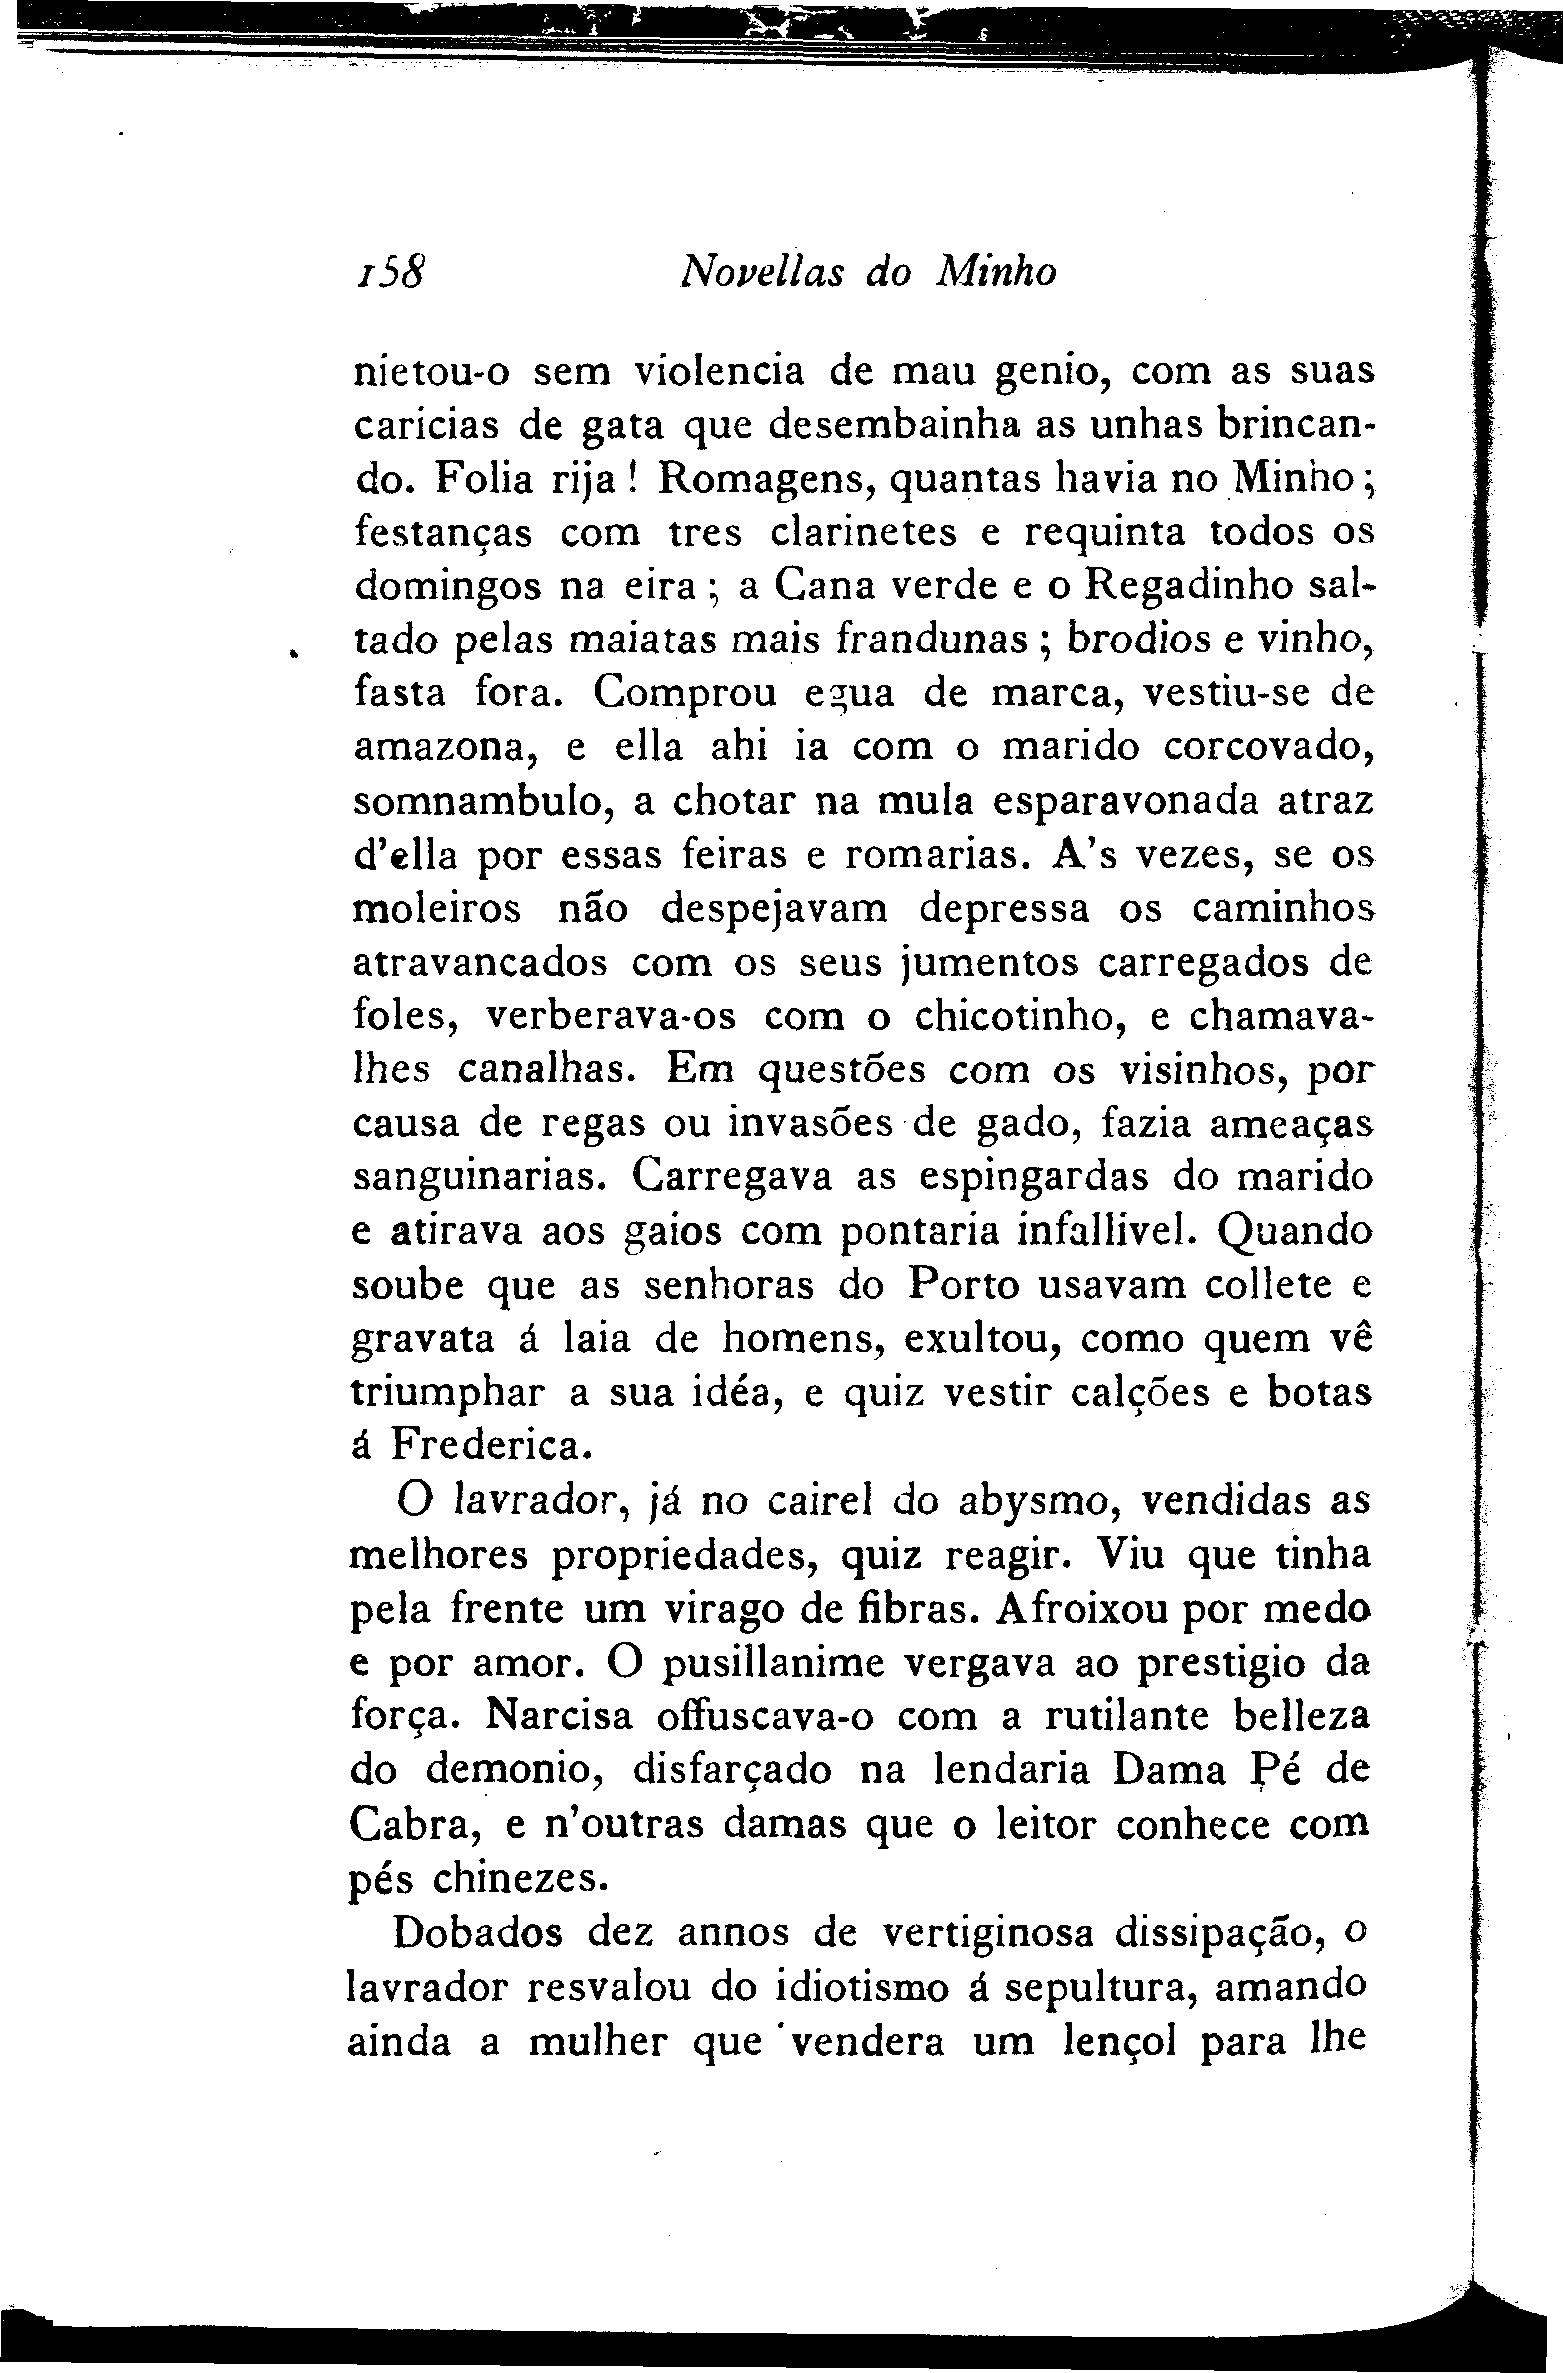 158 Novellas do Minho
nietou-o sem violencia de mau genio, com as suas
caricias de gata que desembainha as unhas brincan-
do. Folia rija! Romagens, quantas havia no Minho;
festanças com tres clarinetes e requinta todos os
domingos na eira; a Cana verde e o Regadinho sal-
tado pelas maiatas mais frandunas; brodios e vinho,
fasta fora. Comprou egua de marca, vestiu-se de
amazona, e ella ahi ia com o marido corcovado,
somnambulo, a chotar na mula esparavonada atraz
d'ella por essas feiras e romarias. A's vezes, se os
moleiros não despejavam depressa os caminhos
atravancados com os seus jumentos carregados de
foles, verberava-os com o chicotinho, e chamava-
lhes canalhas. Em questões com os visinhos, por
causa de regas ou invasões de gado, fazia ameaças
sanguinarias. Carregava as espingardas do marido
e atirava aos gaios com pontaria infallivel. Quando
soube que as senhoras do Porto usavam collete e
gravata á laia de homens, exultou, como quem vê
triumphar a sua idéa, e quiz vestir calções e botas
á Frederica.
O lavrador, já no cairel do abysmo, vendidas as
melhores propriedades, quiz reagir. Viu que tinha
pela frente um virago de fibras. Afroixou por medo
e por amor. O pusillanime vergava ao prestigio da
força. Narcisa offuscava-o com a rutilante belleza
do demonio, disfarçado na lendaria Dama Pé de
Cabra, e n'outras damas que o leitor conhece com
pés chinezes.
Dobados dez annos de vertiginosa dissipação, o
lavrador resvalou do idiotismo á sepultura, amando
ainda a mulher que vendera um lençol para lhe